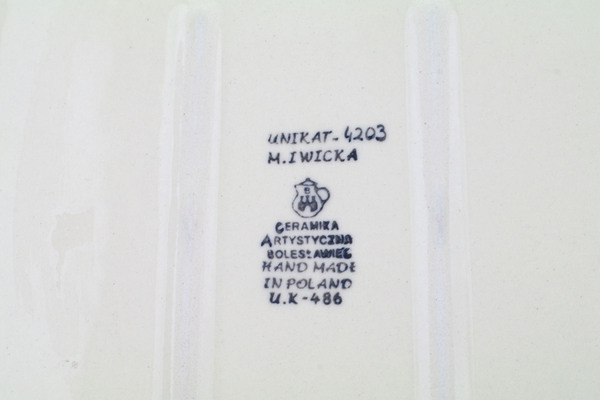 UNIKAT-4203
M.IWICKA
CERAMIKA
ARTYSTYCZNA
BOLESŁAWIEC
HAND MADE
IN POLAND
U.K-486